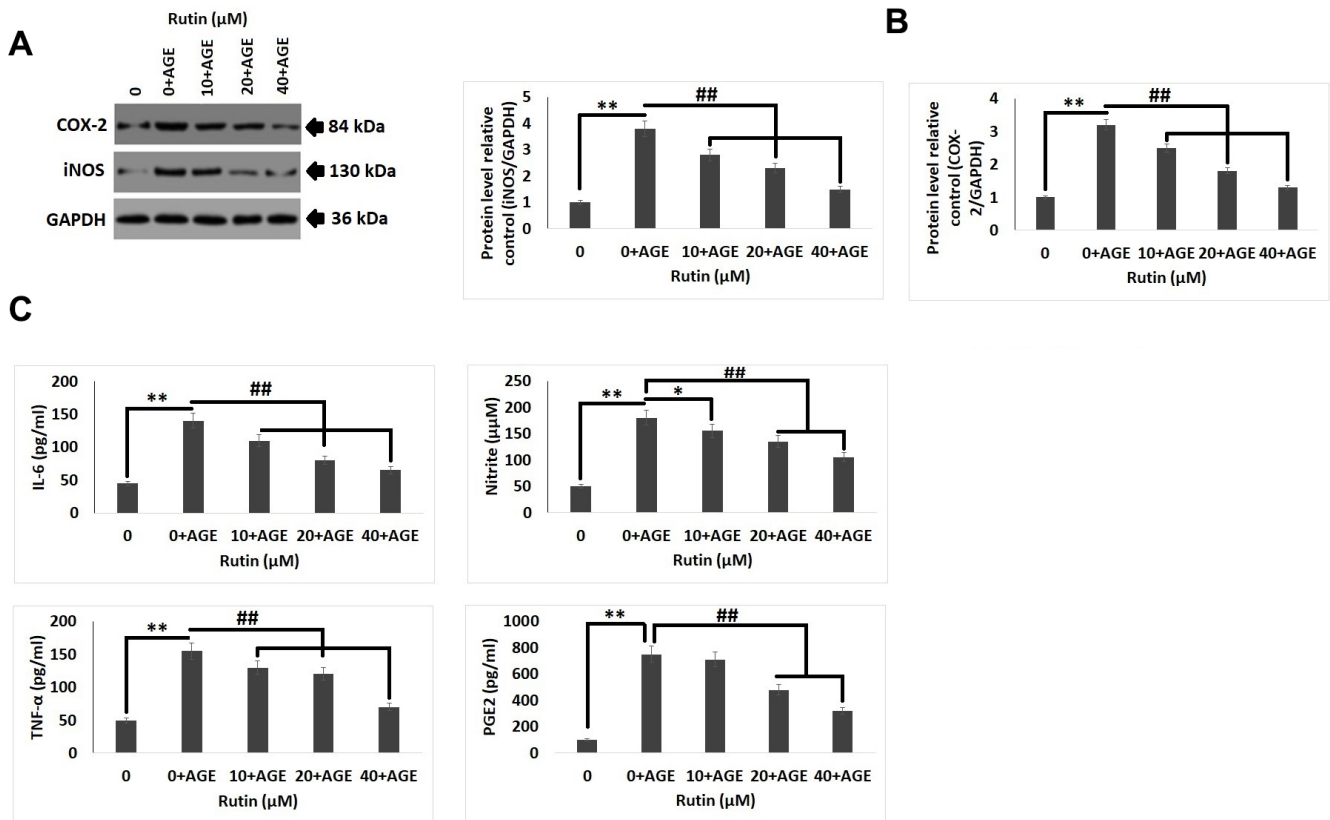 Rutin (µM)
A
0 0+AGE 10+AGE 20+AGE 40+AGE
COX-2 84 kDa
iNOS 130 kDa
GAPDH 36 kDa
Protein level relative
control (iNOS/GAPDH)
5
4
3
2
1
0
** ##
0 0+AGE 10+AGE 20+AGE 40+AGE
Rutin (µM)
B
Protein level relative
control (COX-
2/GAPDH)
4
3
2
1
0
** ##
0 0+AGE 10+AGE 20+AGE 40+AGE
Rutin (µM)
C
IL-6 (pg/ml)
200
150
100
50
0
** ##
0 0+AGE 10+AGE 20+AGE 40+AGE
Rutin (µM)
Nitrite (µµM)
250
200
150
100
50
0
** * ##
0 0+AGE 10+AGE 20+AGE 40+AGE
Rutin (µM)
TNF-α (pg/ml)
200
150
100
50
0
** ##
0 0+AGE 10+AGE 20+AGE 40+AGE
Rutin (µM)
PGE2 (pg/ml)
1000
800
600
400
200
0
** ##
0 0+AGE 10+AGE 20+AGE 40+AGE
Rutin (µM)